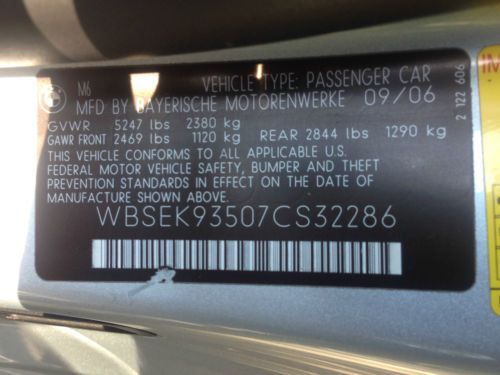 M6 VEHICLE TYPE: PASSENGER CAR
MFD BY BAYERISCHE MOTORENWERKE 09/06
GVWR 5247 lbs 2380 kg
GAWR FRONT 2469 lbs 1120 kg REAR 2844 lbs 1290 kg
THIS VEHICLE CONFORMS TO ALL APPLICABLE U.S.
FEDERAL MOTOR VEHICLE SAFETY, BUMPER AND THEFT
PREVENTION STANDARDS IN EFFECT ON THE DATE OF
MANUFACTURE SHOWN ABOVE.
WBSEK93507CS32286
2 122 606